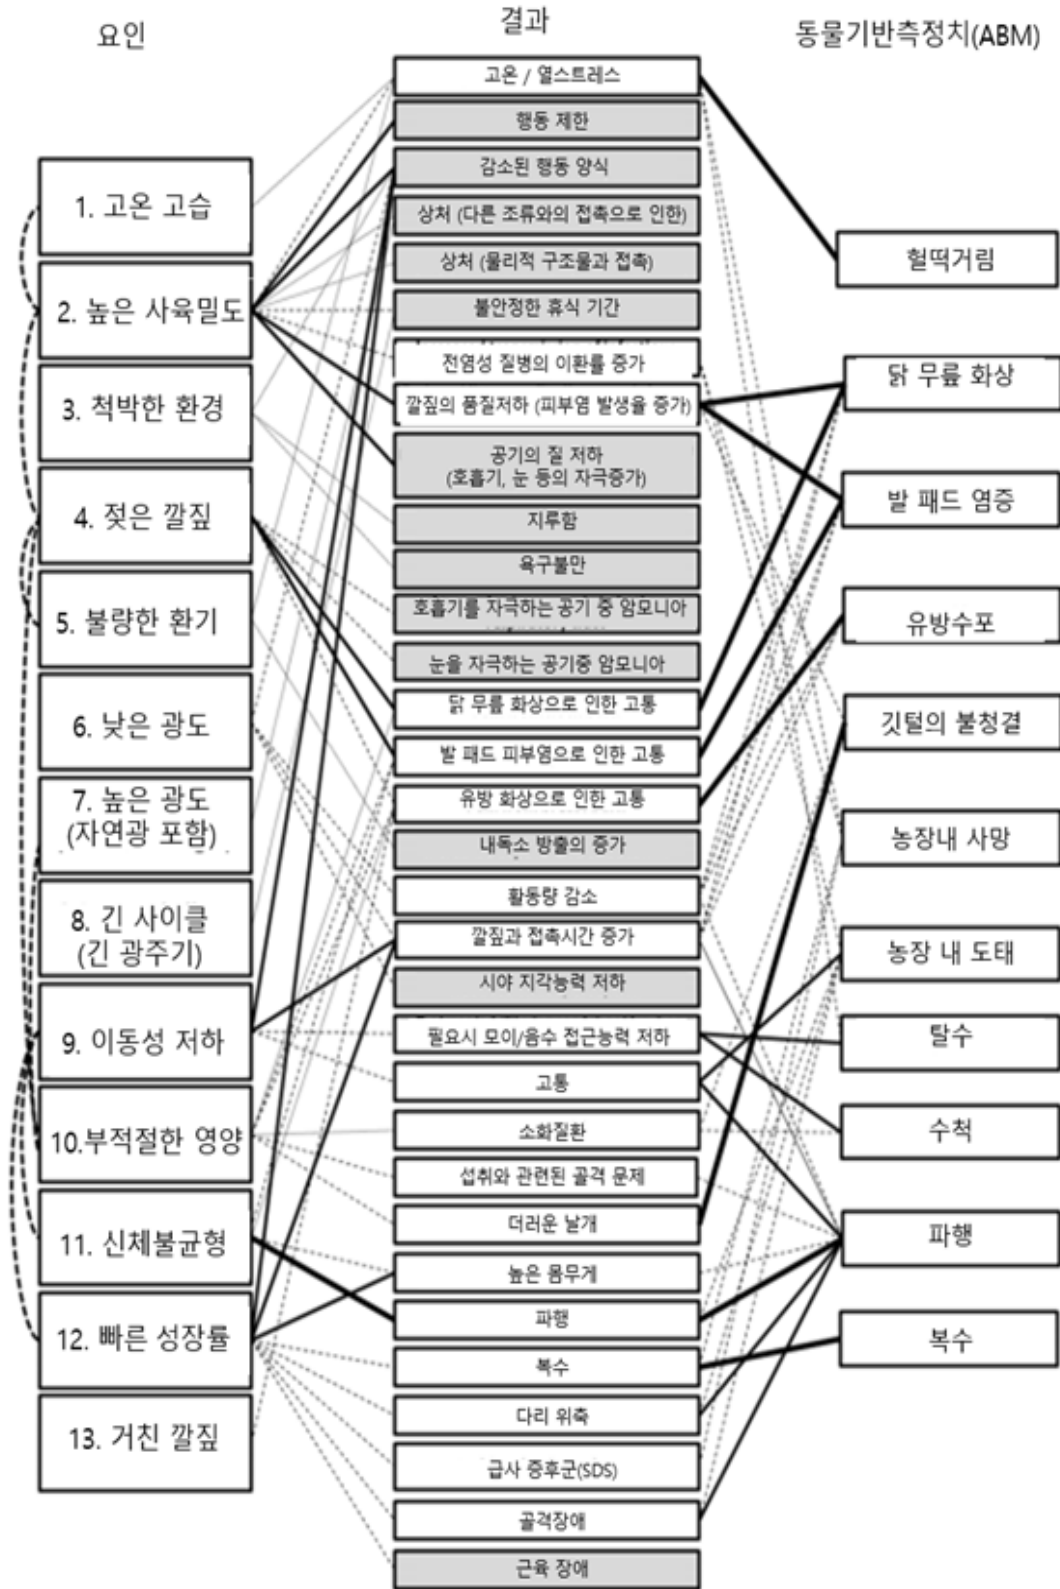 요인
결과
동물기반측정치(ABM)
1. 고온 고습
2. 높은 사육밀도
3. 척박한 환경
4. 젖은 깔짚
5. 불량한 환기
6. 낮은 광도
7. 높은 광도
(자연광 포함)
8. 긴 사이클
(긴 광주기)
9. 이동성 저하
10.부적절한 영양
11. 신체불균형
12. 빠른 성장률
13. 거친 깔짚
고온 / 열스트레스
행동 제한
감소된 행동 양식
상처 (다른 조류와의 접촉으로 인한)
상처 (물리적 구조물과 접촉)
불안정한 휴식 기간
전염성 질병의 이환률 증가
깔짚의 품질저하 (피부염 발생율 증가)
공기의 질 저하
(호흡기, 눈 등의 자극증가)
지루함
욕구불만
호흡기를 자극하는 공기 중 암모니아
눈을 자극하는 공기중 암모니아
닭 무릎 화상으로 인한 고통
발 패드 피부염으로 인한 고통
유방 화상으로 인한 고통
내독소 방출의 증가
활동량 감소
깔짚과 접촉시간 증가
시야 지각능력 저하
필요시 모이/음수 접근능력 저하
고통
소화질환
섭취와 관련된 골격 문제
더러운 날개
높은 몸무게
파행
복수
다리 위축
급사 증후군(SDS)
골격장애
근육 장애
헐떡거림
닭 무릎 화상
발 패드 염증
유방수포
깃털의 불청결
농장내 사망
농장 내 도태
탈수
수척
파행
복수